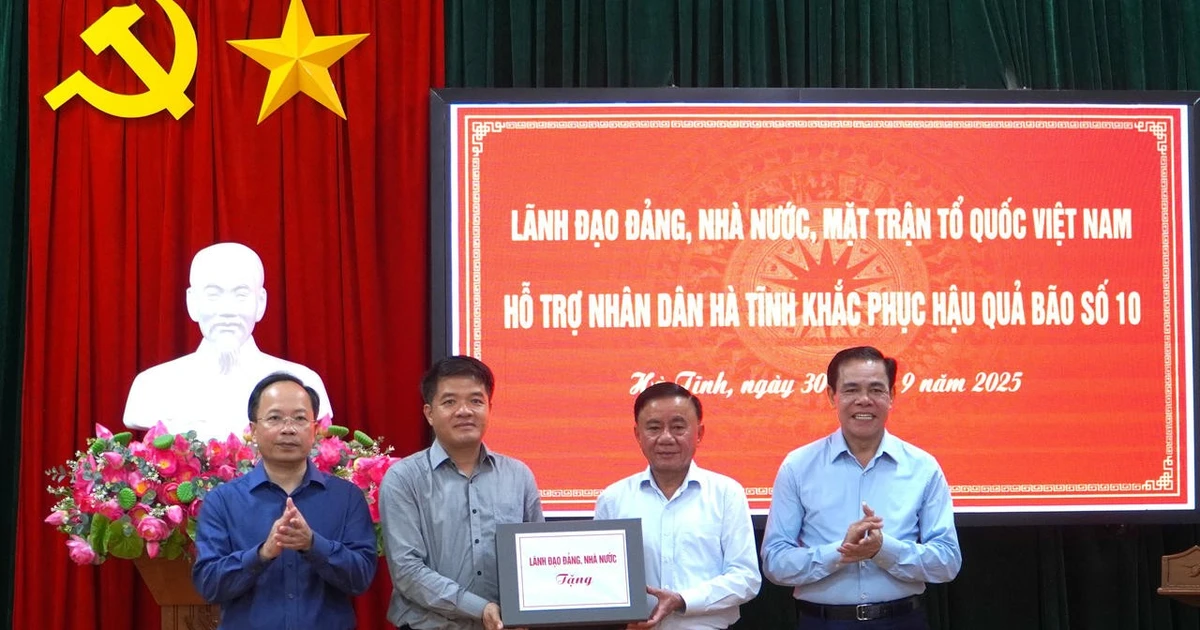 LÃNH ĐẠO ĐẢNG, NHÀ NƯỚC, MẶT TRẬN TỔ QUỐC VIỆT NAM
HỖ TRỢ NHÂN DÂN HÀ TĨNH KHẮC PHỤC HẬU QUẢ BÃO SỐ 10
Hà Tĩnh, ngày 30 9 năm 2025
LÃNH ĐẠO ĐẢNG, NHÀ NƯỚC
Tặng